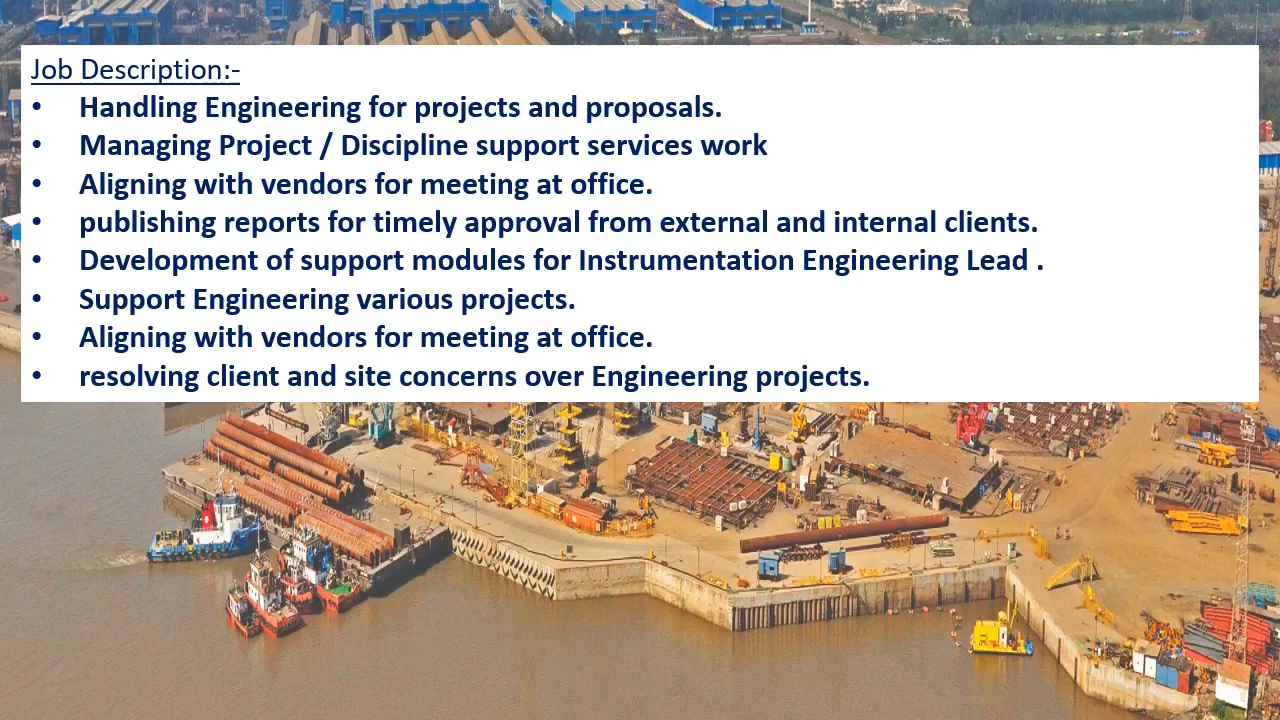 Job Description:-
• Handling Engineering for projects and proposals.
• Managing Project / Discipline support services work
• Aligning with vendors for meeting at office.
• publishing reports for timely approval from external and internal clients.
• Development of support modules for Instrumentation Engineering Lead .
• Support Engineering various projects.
• Aligning with vendors for meeting at office.
• resolving client and site concerns over Engineering projects.